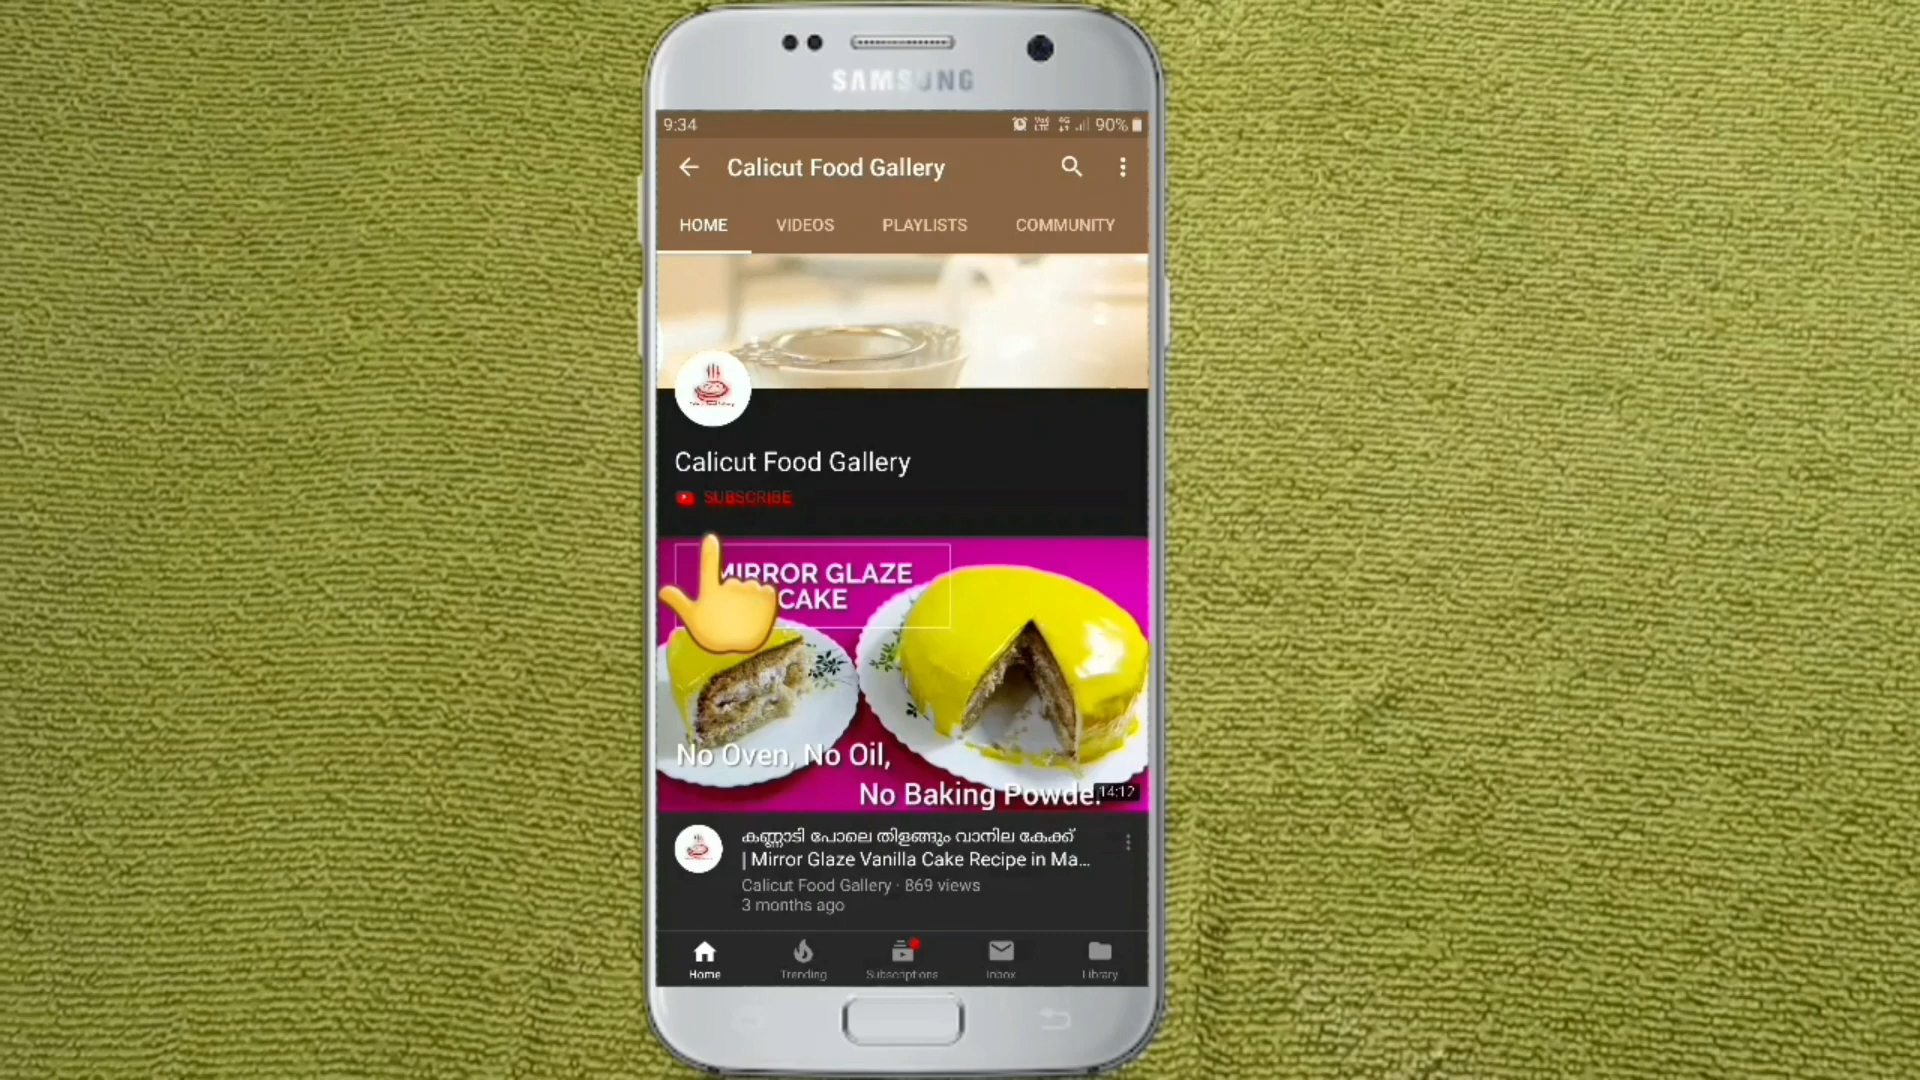 SAMSUNG
9:34
90%
Calicut Food Gallery
HOME VIDEOS PLAYLISTS COMMUNITY
Calicut Food Gallery
SUBSCRIBE
MIRROR GLAZE
CAKE
No Oven, No Oil,
No Baking Powde
14:12
കണ്ണാടി പോലെ തിളങ്ങും വാനില കേക്ക്
| Mirror Glaze Vanilla Cake Recipe in Ma...
Calicut Food Gallery · 869 views
3 months ago
Home Trending Subscriptions Inbox Library